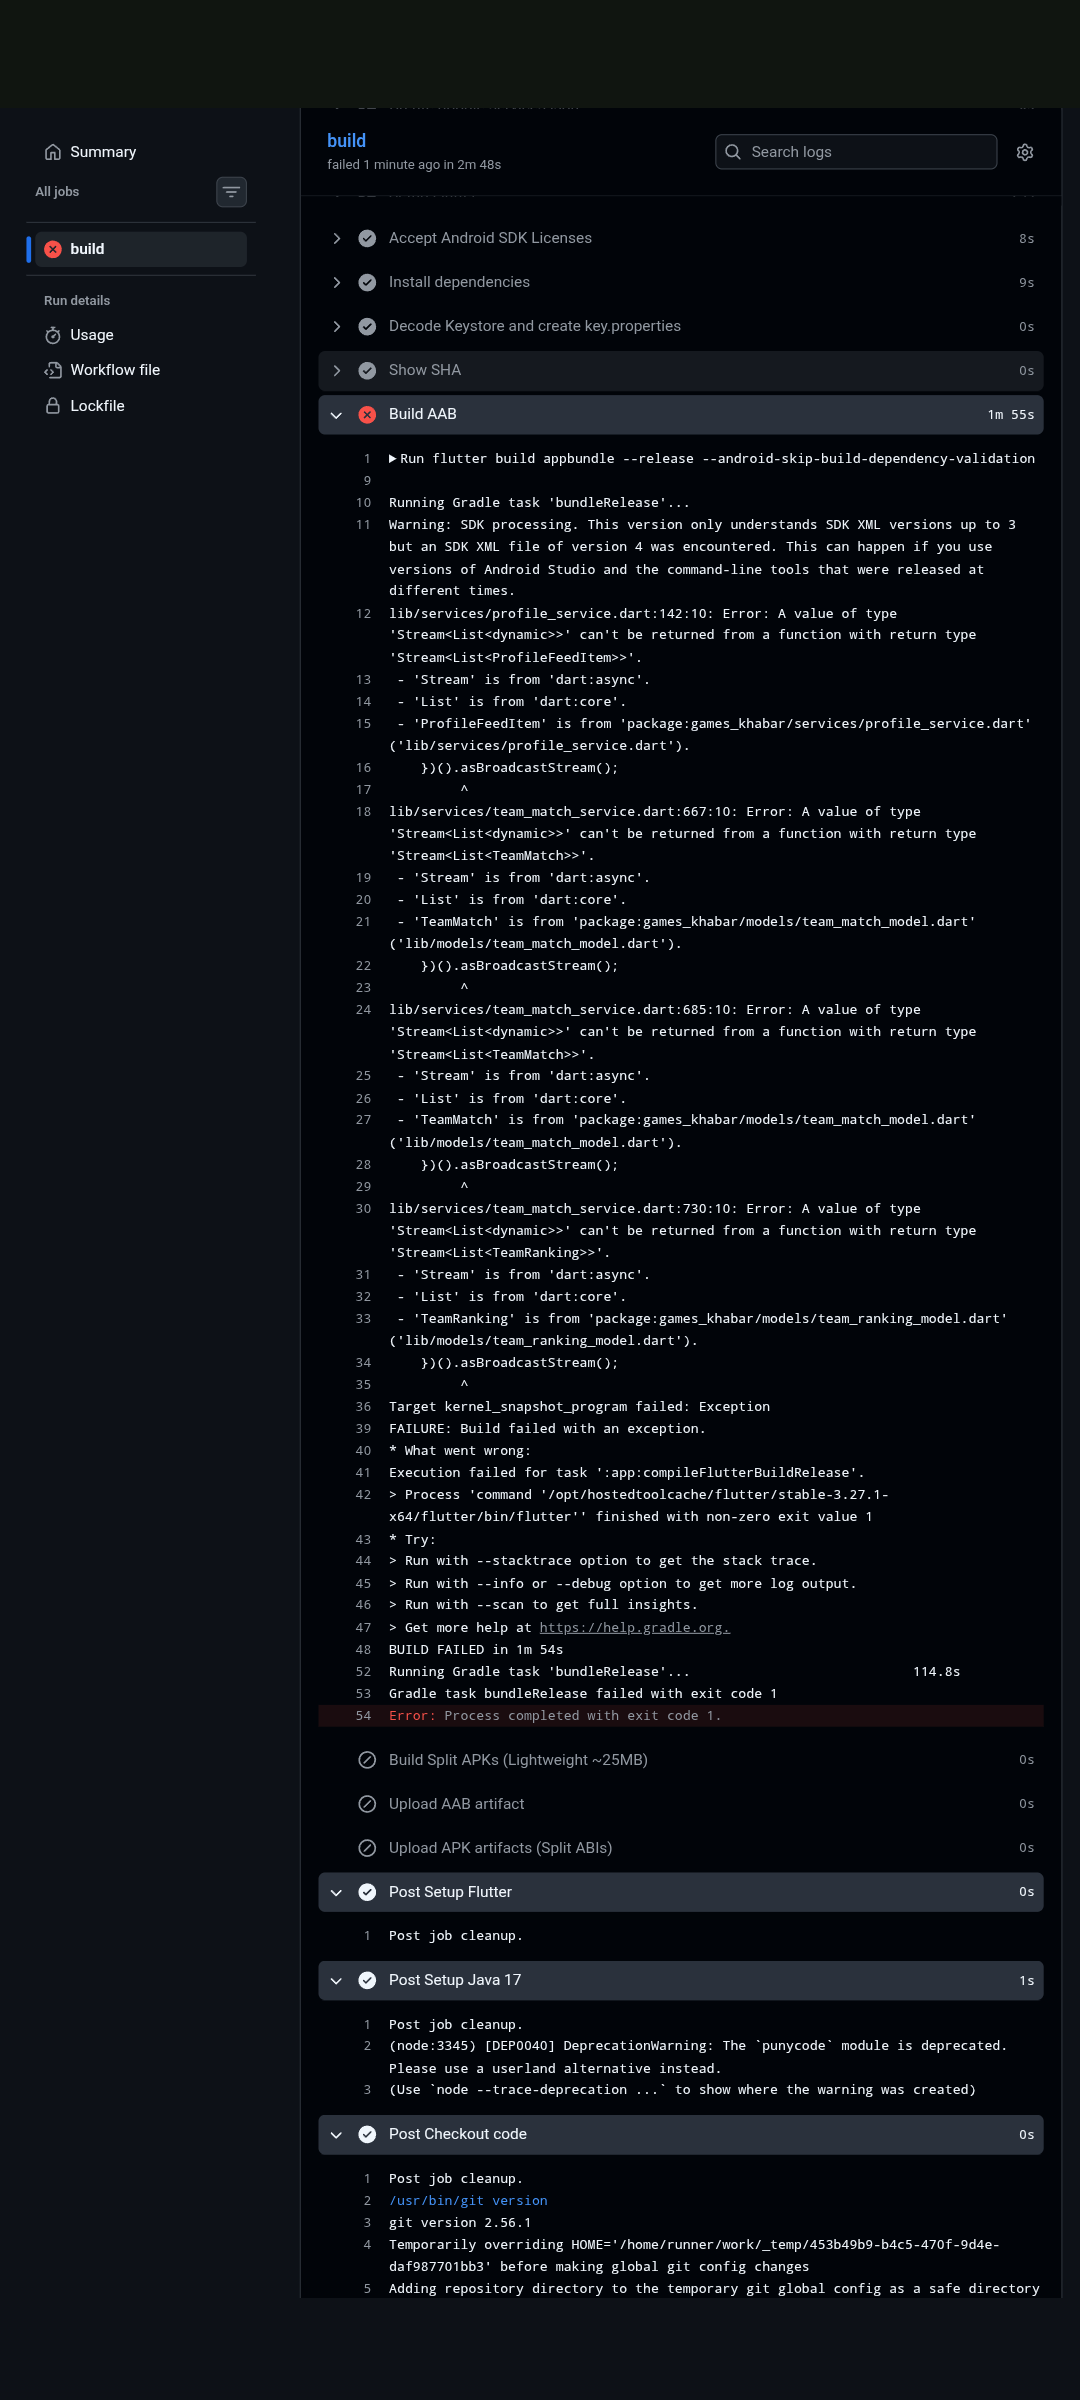 Summary
All jobs
build
Run details
Usage
Workflow file
Lockfile
build
failed 1 minute ago in 2m 48s
Search logs
Accept Android SDK Licenses 8s
Install dependencies 9s
Decode Keystore and create key.properties 0s
Show SHA 0s
Build AAB 1m 55s
1 ▶Run flutter build appbundle --release --android-skip-build-dependency-validation
9
10 Running Gradle task 'bundleRelease'...
11 Warning: SDK processing. This version only understands SDK XML versions up to 3
but an SDK XML file of version 4 was encountered. This can happen if you use
versions of Android Studio and the command-line tools that were released at
different times.
12 lib/services/profile_service.dart:142:10: Error: A value of type
'Stream<List<dynamic>>' can't be returned from a function with return type
'Stream<List<ProfileFeedItem>>'.
13 - 'Stream' is from 'dart:async'.
14 - 'List' is from 'dart:core'.
15 - 'ProfileFeedItem' is from 'package:games_khabar/services/profile_service.dart'
('lib/services/profile_service.dart').
16 })().asBroadcastStream();
17 ^
18 lib/services/team_match_service.dart:667:10: Error: A value of type
'Stream<List<dynamic>>' can't be returned from a function with return type
'Stream<List<TeamMatch>>'.
19 - 'Stream' is from 'dart:async'.
20 - 'List' is from 'dart:core'.
21 - 'TeamMatch' is from 'package:games_khabar/models/team_match_model.dart'
('lib/models/team_match_model.dart').
22 })().asBroadcastStream();
23 ^
24 lib/services/team_match_service.dart:685:10: Error: A value of type
'Stream<List<dynamic>>' can't be returned from a function with return type
'Stream<List<TeamMatch>>'.
25 - 'Stream' is from 'dart:async'.
26 - 'List' is from 'dart:core'.
27 - 'TeamMatch' is from 'package:games_khabar/models/team_match_model.dart'
('lib/models/team_match_model.dart').
28 })().asBroadcastStream();
29 ^
30 lib/services/team_match_service.dart:730:10: Error: A value of type
'Stream<List<dynamic>>' can't be returned from a function with return type
'Stream<List<TeamRanking>>'.
31 - 'Stream' is from 'dart:async'.
32 - 'List' is from 'dart:core'.
33 - 'TeamRanking' is from 'package:games_khabar/models/team_ranking_model.dart'
('lib/models/team_ranking_model.dart').
34 })().asBroadcastStream();
35 ^
36 Target kernel_snapshot_program failed: Exception
39 FAILURE: Build failed with an exception.
40 * What went wrong:
41 Execution failed for task ':app:compileFlutterBuildRelease'.
42 > Process 'command '/opt/hostedtoolcache/flutter/stable-3.27.1-
x64/flutter/bin/flutter'' finished with non-zero exit value 1
43 * Try:
44 > Run with --stacktrace option to get the stack trace.
45 > Run with --info or --debug option to get more log output.
46 > Run with --scan to get full insights.
47 > Get more help at https://help.gradle.org.
48 BUILD FAILED in 1m 54s
52 Running Gradle task 'bundleRelease'... 114.8s
53 Gradle task bundleRelease failed with exit code 1
54 Error: Process completed with exit code 1.
Build Split APKs (Lightweight ~25MB) 0s
Upload AAB artifact 0s
Upload APK artifacts (Split ABIs) 0s
Post Setup Flutter 0s
1 Post job cleanup.
Post Setup Java 17 1s
1 Post job cleanup.
2 (node:3345) [DEP0040] DeprecationWarning: The `punycode` module is deprecated.
Please use a userland alternative instead.
3 (Use `node --trace-deprecation ...` to show where the warning was created)
Post Checkout code 0s
1 Post job cleanup.
2 /usr/bin/git version
3 git version 2.56.1
4 Temporarily overriding HOME='/home/runner/work/_temp/453b49b9-b4c5-470f-9d4e-
daf987701bb3' before making global git config changes
5 Adding repository directory to the temporary git global config as a safe directory